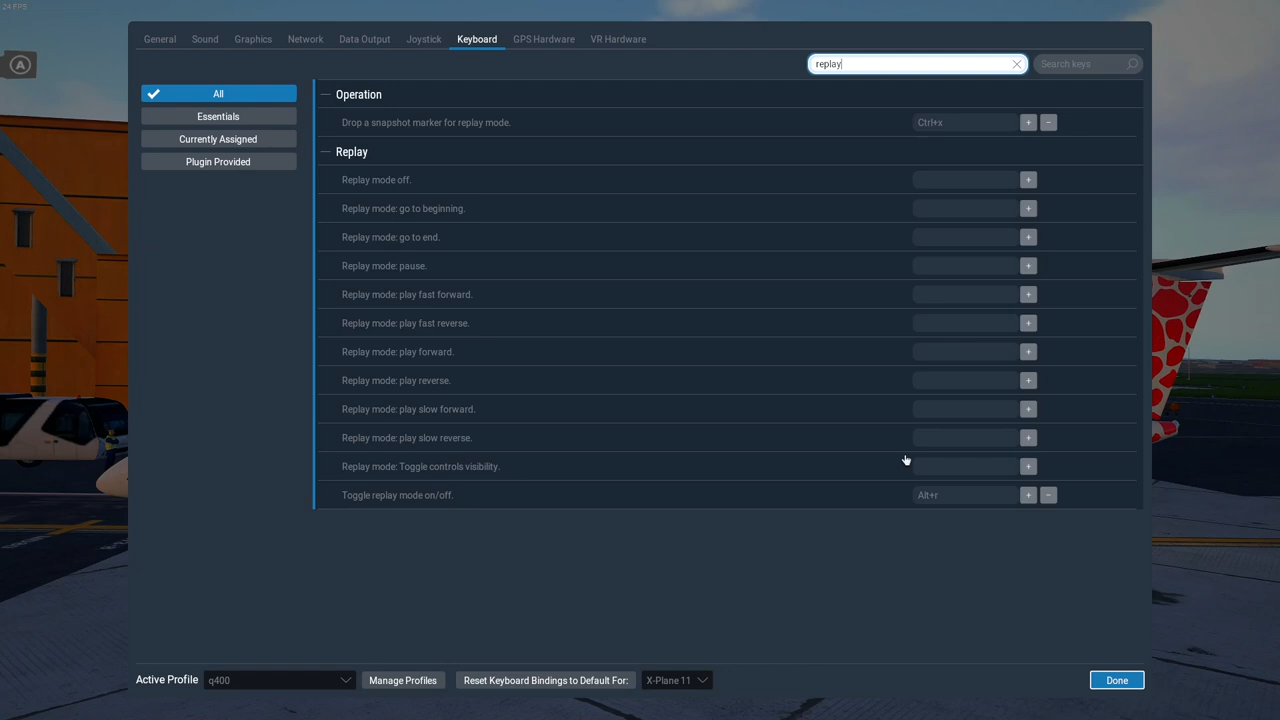 24 FPS
A
General Sound Graphics Network Data Output Joystick Keyboard GPS Hardware VR Hardware
replay Search keys
All
Essentials
Currently Assigned
Plugin Provided
Operation
Drop a snapshot marker for replay mode. Ctrl+x + −
Replay
Replay mode off. +
Replay mode: go to beginning. +
Replay mode: go to end. +
Replay mode: pause. +
Replay mode: play fast forward. +
Replay mode: play fast reverse. +
Replay mode: play forward. +
Replay mode: play reverse. +
Replay mode: play slow forward. +
Replay mode: play slow reverse. +
Replay mode: Toggle controls visibility. +
Toggle replay mode on/off. Alt+r + −
Active Profile q400 Manage Profiles Reset Keyboard Bindings to Default For: X-Plane 11 Done